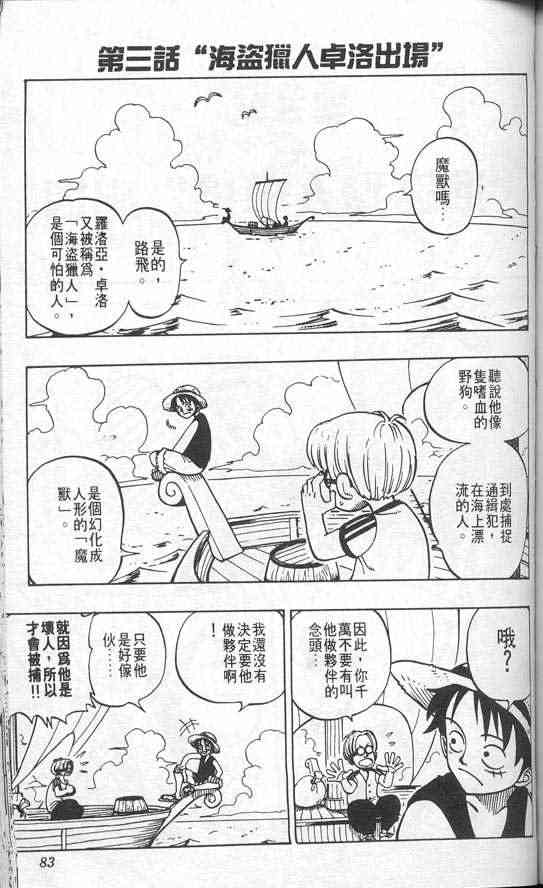 第三話“海盜獵人卓洛出場”
魔獸嗎…
是的，
路飛。
羅洛亞·卓洛
又被稱為
「海盜獵人」，
是個可怕的人。
聽說他像
隻嗜血的
野狗。
到處捕捉
通緝犯，
在海上漂
流的人。
是個幻化成
人形的「魔
獸」。
哦？
因此，你千
萬不要有叫
他做夥伴的
念頭…
我還沒有
決定要他
做夥伴啊
！
只要他
是好傢
伙……
就因為他是
壞人，所以
才會被捕!!
83